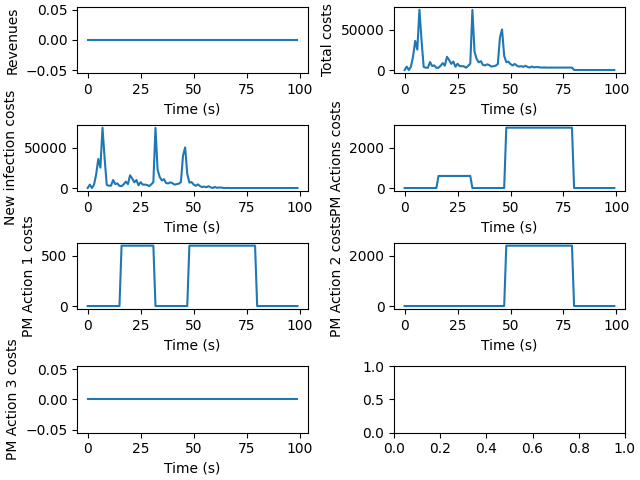 Revenues
0.05
0.00
−0.05
0 25 50 75 100
Time (s)
Total costs
50000
0
0 25 50 75 100
Time (s)
New infection costs
50000
0
0 25 50 75 100
Time (s)
PM Actions costs
2000
0
0 25 50 75 100
Time (s)
PM Action 1 costs
500
0
0 25 50 75 100
Time (s)
PM Action 2 costs
2000
0
0 25 50 75 100
Time (s)
PM Action 3 costs
0.05
0.00
−0.05
0 25 50 75 100
Time (s)
1.0
0.5
0.0
0.0 0.2 0.4 0.6 0.8 1.0